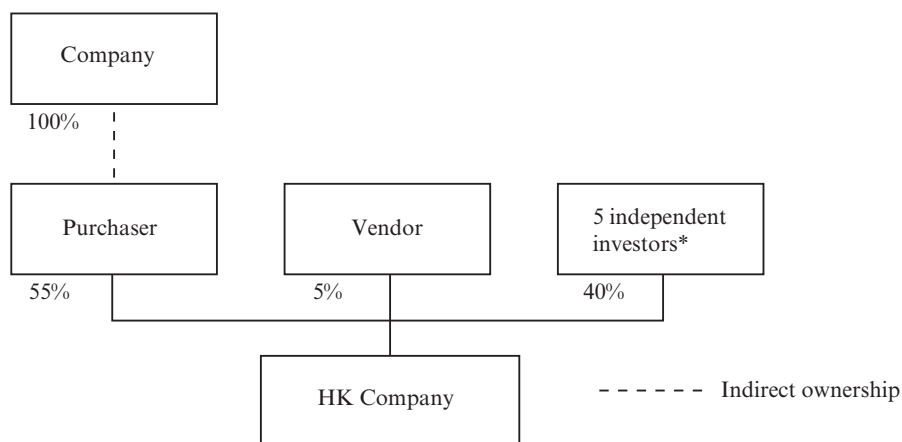 Company
100%
Purchaser
Vendor
5 independent
investors*
55%
5%
40%
HK Company
Indirect ownership